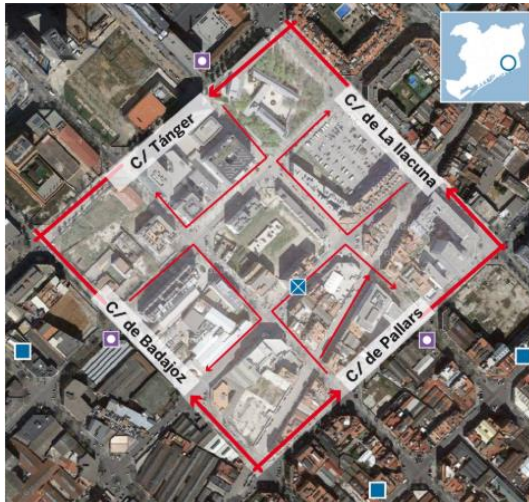 C/ Tánger
C/ de La llacuna
C/ de Badajoz
C/ de Pallars